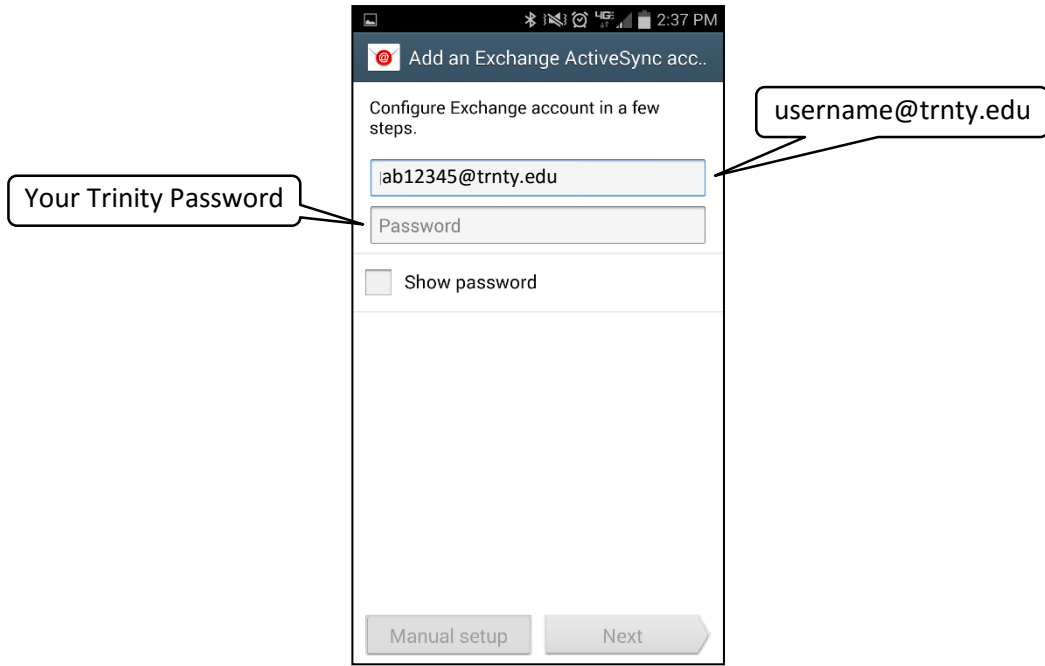 4G 2:37 PM
Add an Exchange ActiveSync acc..
Configure Exchange account in a few
steps.
username@trnty.edu
ab12345@trnty.edu
Your Trinity Password
Password
Show password
Manual setup
Next